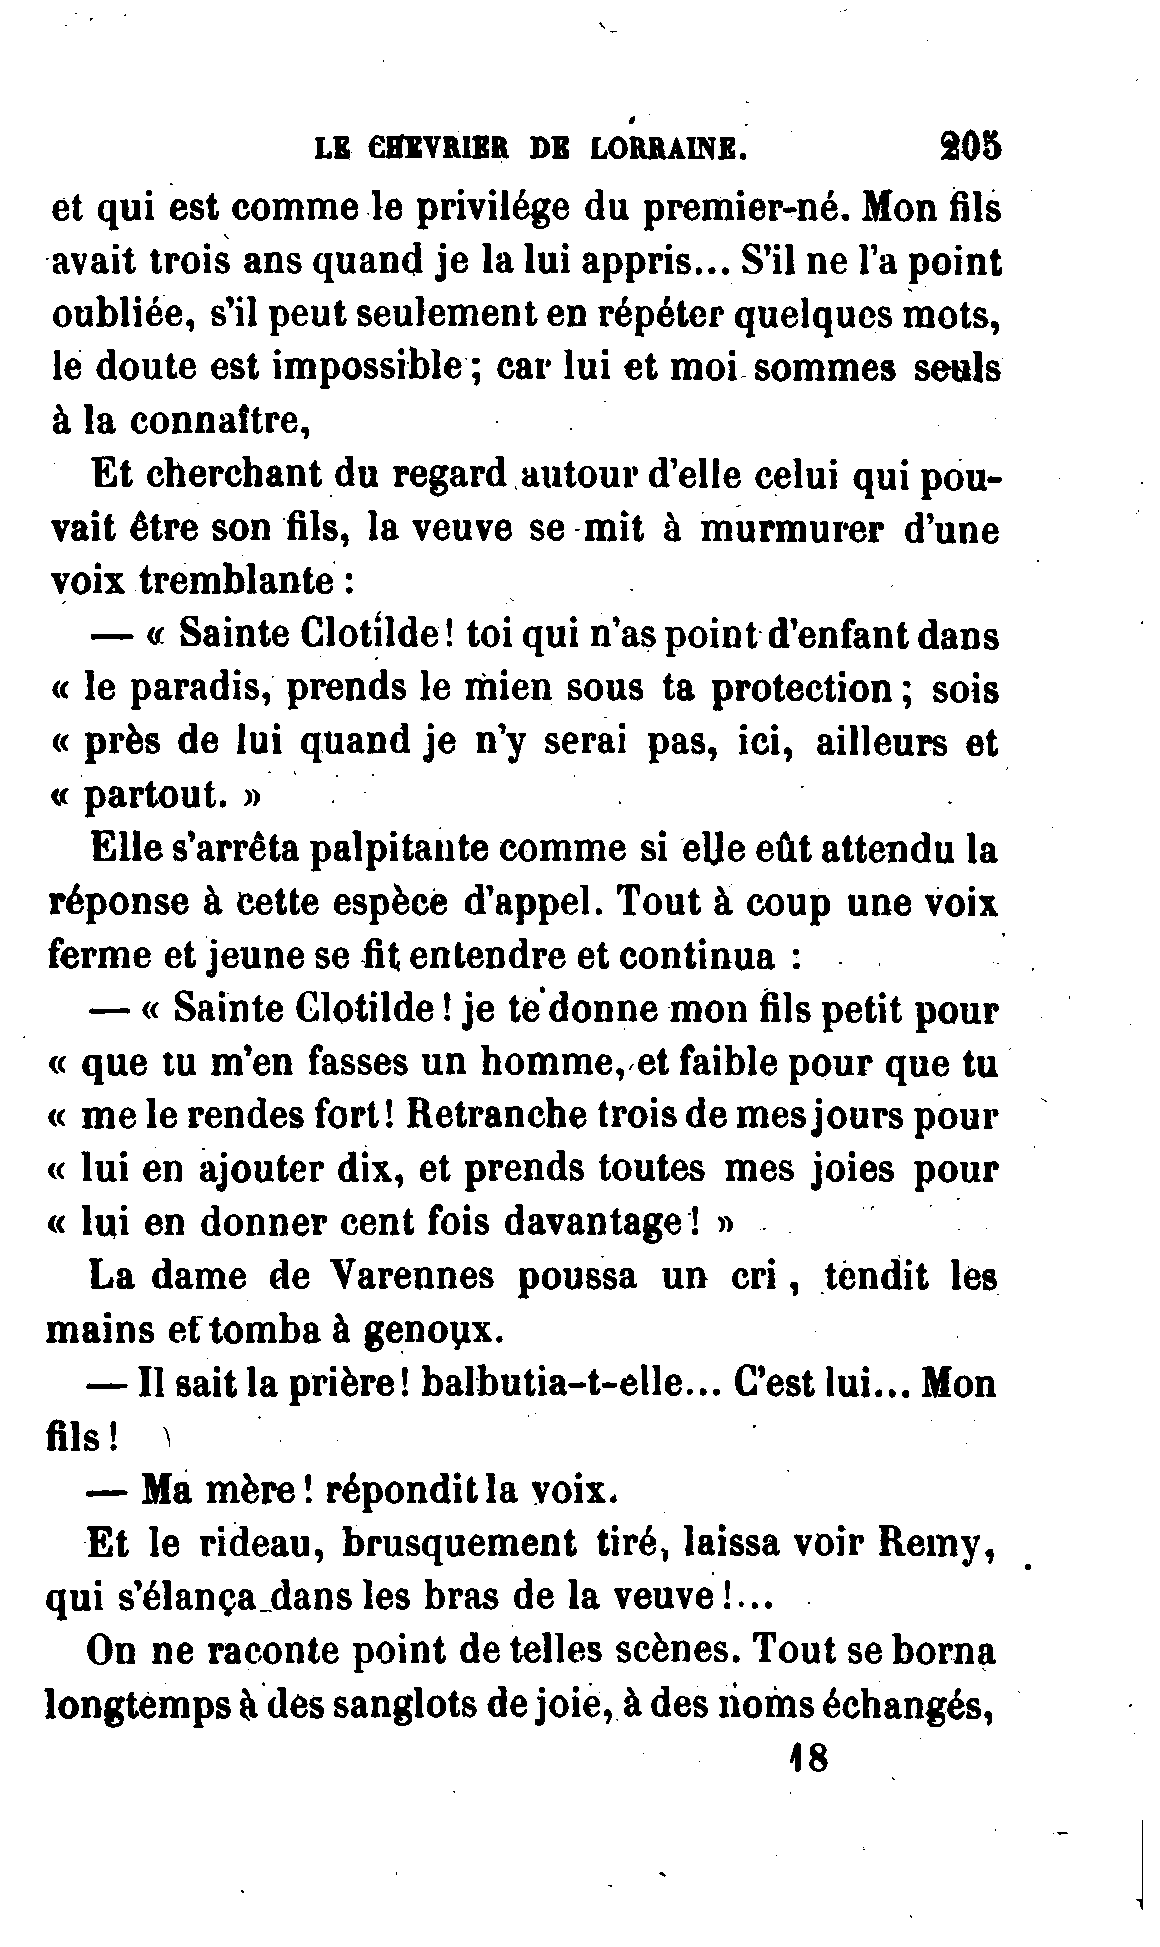 LE CHEVRIER DE LORRAINE. 205
et qui est comme le privilége du premier-né. Mon fils
avait trois ans quand je la lui appris... S'il ne l'a point
oubliée, s'il peut seulement en répéter quelques mots,
le doute est impossible; car lui et moi sommes seuls
à la connaître,
Et cherchant du regard autour d'elle celui qui pou-
vait être son fils, la veuve se mit à murmurer d'une
voix tremblante :
— « Sainte Clotilde! toi qui n'as point d'enfant dans
« le paradis, prends le mien sous ta protection; sois
« près de lui quand je n'y serai pas, ici, ailleurs et
« partout. »
Elle s'arrêta palpitante comme si elle eût attendu la
réponse à cette espèce d'appel. Tout à coup une voix
ferme et jeune se fit entendre et continua :
— « Sainte Clotilde! je te donne mon fils petit pour
« que tu m'en fasses un homme, et faible pour que tu
« me le rendes fort! Retranche trois de mes jours pour
« lui en ajouter dix, et prends toutes mes joies pour
« lui en donner cent fois davantage! »
La dame de Varennes poussa un cri, tendit les
mains et tomba à genoux.
— Il sait la prière! balbutia-t-elle... C'est lui... Mon
fils!
— Ma mère! répondit la voix.
Et le rideau, brusquement tiré, laissa voir Remy,
qui s'élança dans les bras de la veuve!...
On ne raconte point de telles scènes. Tout se borna
longtemps à des sanglots de joie, à des noms échangés,
18